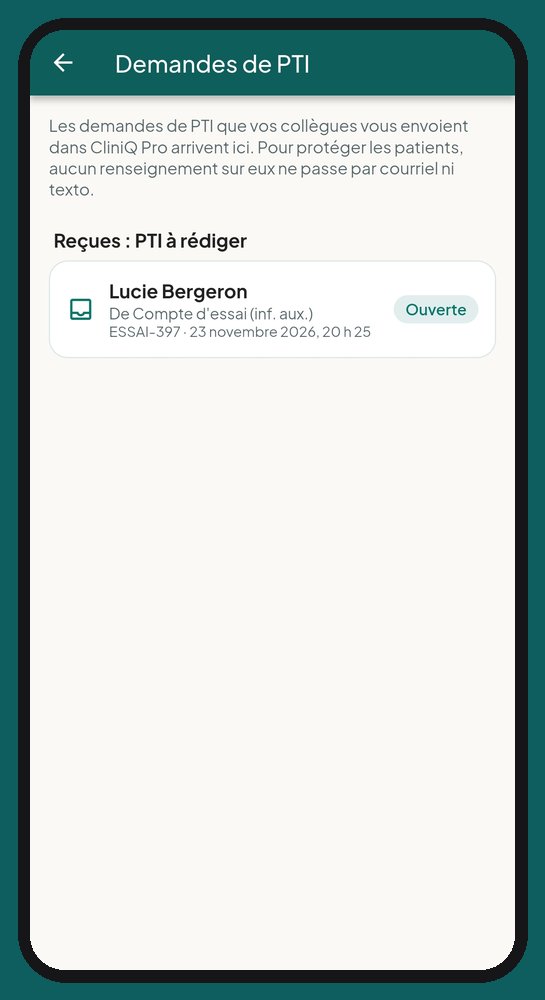 Demandes de PTI
Les demandes de PTI que vos collègues vous envoient
dans CliniQ Pro arrivent ici. Pour protéger les patients,
aucun renseignement sur eux ne passe par courriel ni
texto.
Reçues : PTI à rédiger
Lucie Bergeron
De Compte d'essai (inf. aux.)
ESSAI-397 · 23 novembre 2026, 20 h 25
Ouverte